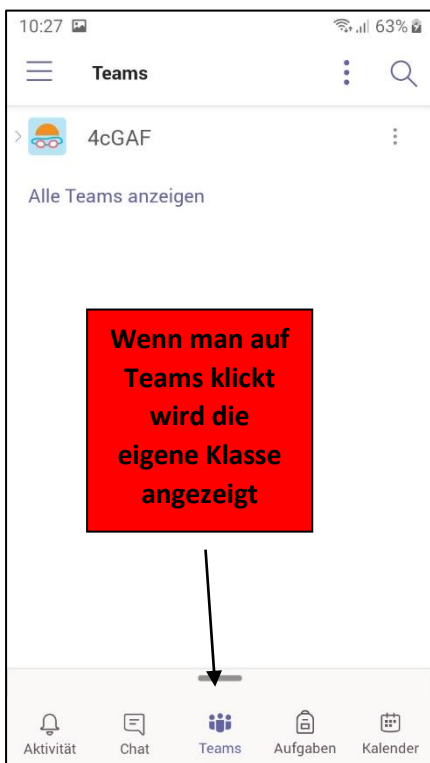 10:27 63%
Teams
4cGAF
Alle Teams anzeigen
Wenn man auf
Teams klickt
wird die
eigene Klasse
angezeigt
Aktivität Chat Teams Aufgaben Kalender